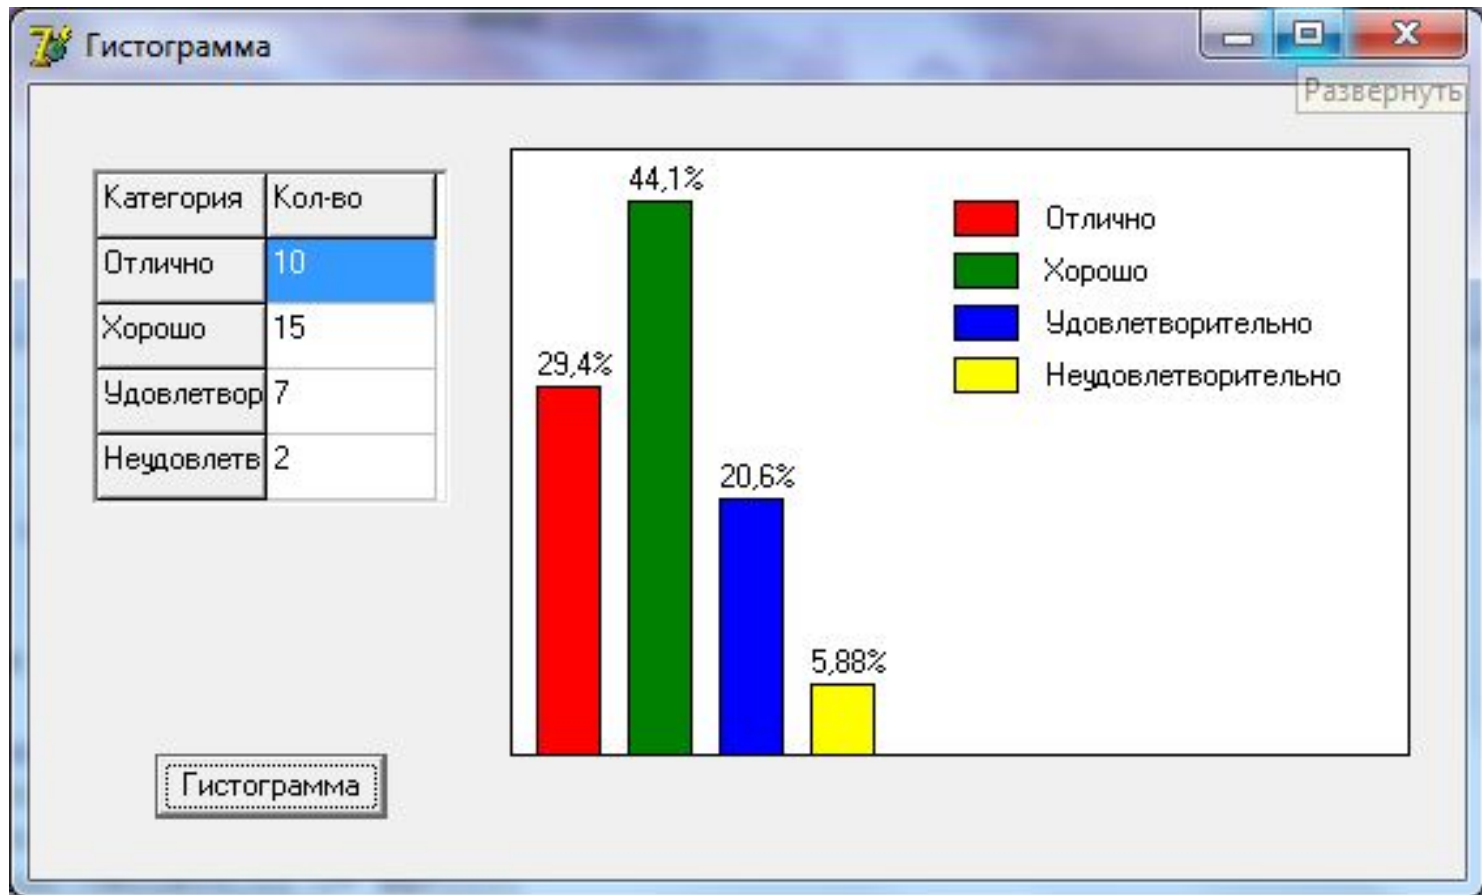 Гистограмма
Развернуть
Категория Кол-во
Отлично 10
Хорошо 15
Удовлетвор 7
Неудовлетв 2
Гистограмма
44,1%
29,4%
20,6%
5,88%
Отлично
Хорошо
Удовлетворительно
Неудовлетворительно